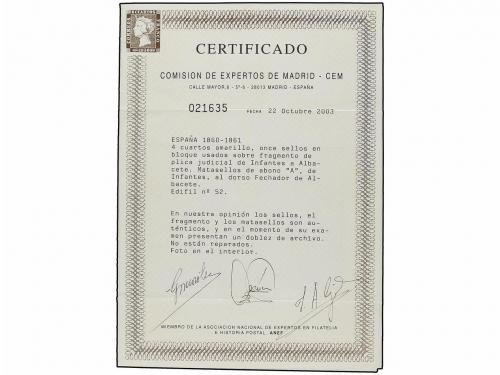 CERTIFICADO
COMISION DE EXPERTOS DE MADRID - CEM
CALLE MAYOR,6 - 3º-6 - 28013 MADRID - ESPAÑA
021635 FECHA 22 Octubre 2003
ESPAÑA 1860-1861
4 cuartos amarillo, once sellos en
bloque usados sobre fragmento de
plica judicial de Infantes a Alba-
cete. Matasellos de abono "A", de
Infantes, al dorso Fechador de Al-
bacete.
Edifil nº 52.
En nuestra opinión los sellos, el
fragmento y los matasellos son au-
ténticos, y en el momento de su exa-
men presentan un doblez de archivo.
No están reparados.
Foto en el interior.
MIEMBRO DE LA ASOCIACION NACIONAL DE EXPERTOS EN FILATELIA
E HISTORIA POSTAL. ANEF